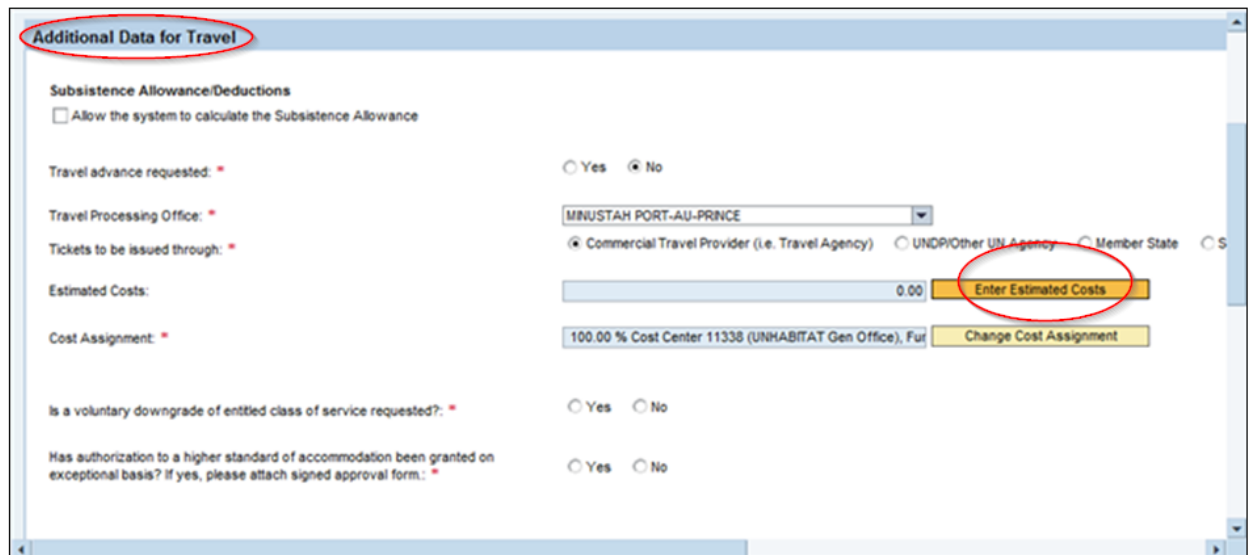 Additional Data for Travel
Subsistence Allowance/Deductions
Allow the system to calculate the Subsistence Allowance
Travel advance requested: * Yes No
Travel Processing Office: * MINUSTAH PORT-AU-PRINCE
Tickets to be issued through: * Commercial Travel Provider (i.e. Travel Agency) UNDP/Other UN Agency Member State S
Estimated Costs: 0.00 Enter Estimated Costs
Cost Assignment: * 100.00 % Cost Center 11338 (UNHABITAT Gen Office), Fur Change Cost Assignment
Is a voluntary downgrade of entitled class of service requested?: * Yes No
Has authorization to a higher standard of accommodation been granted on
exceptional basis? If yes, please attach signed approval form.: * Yes No